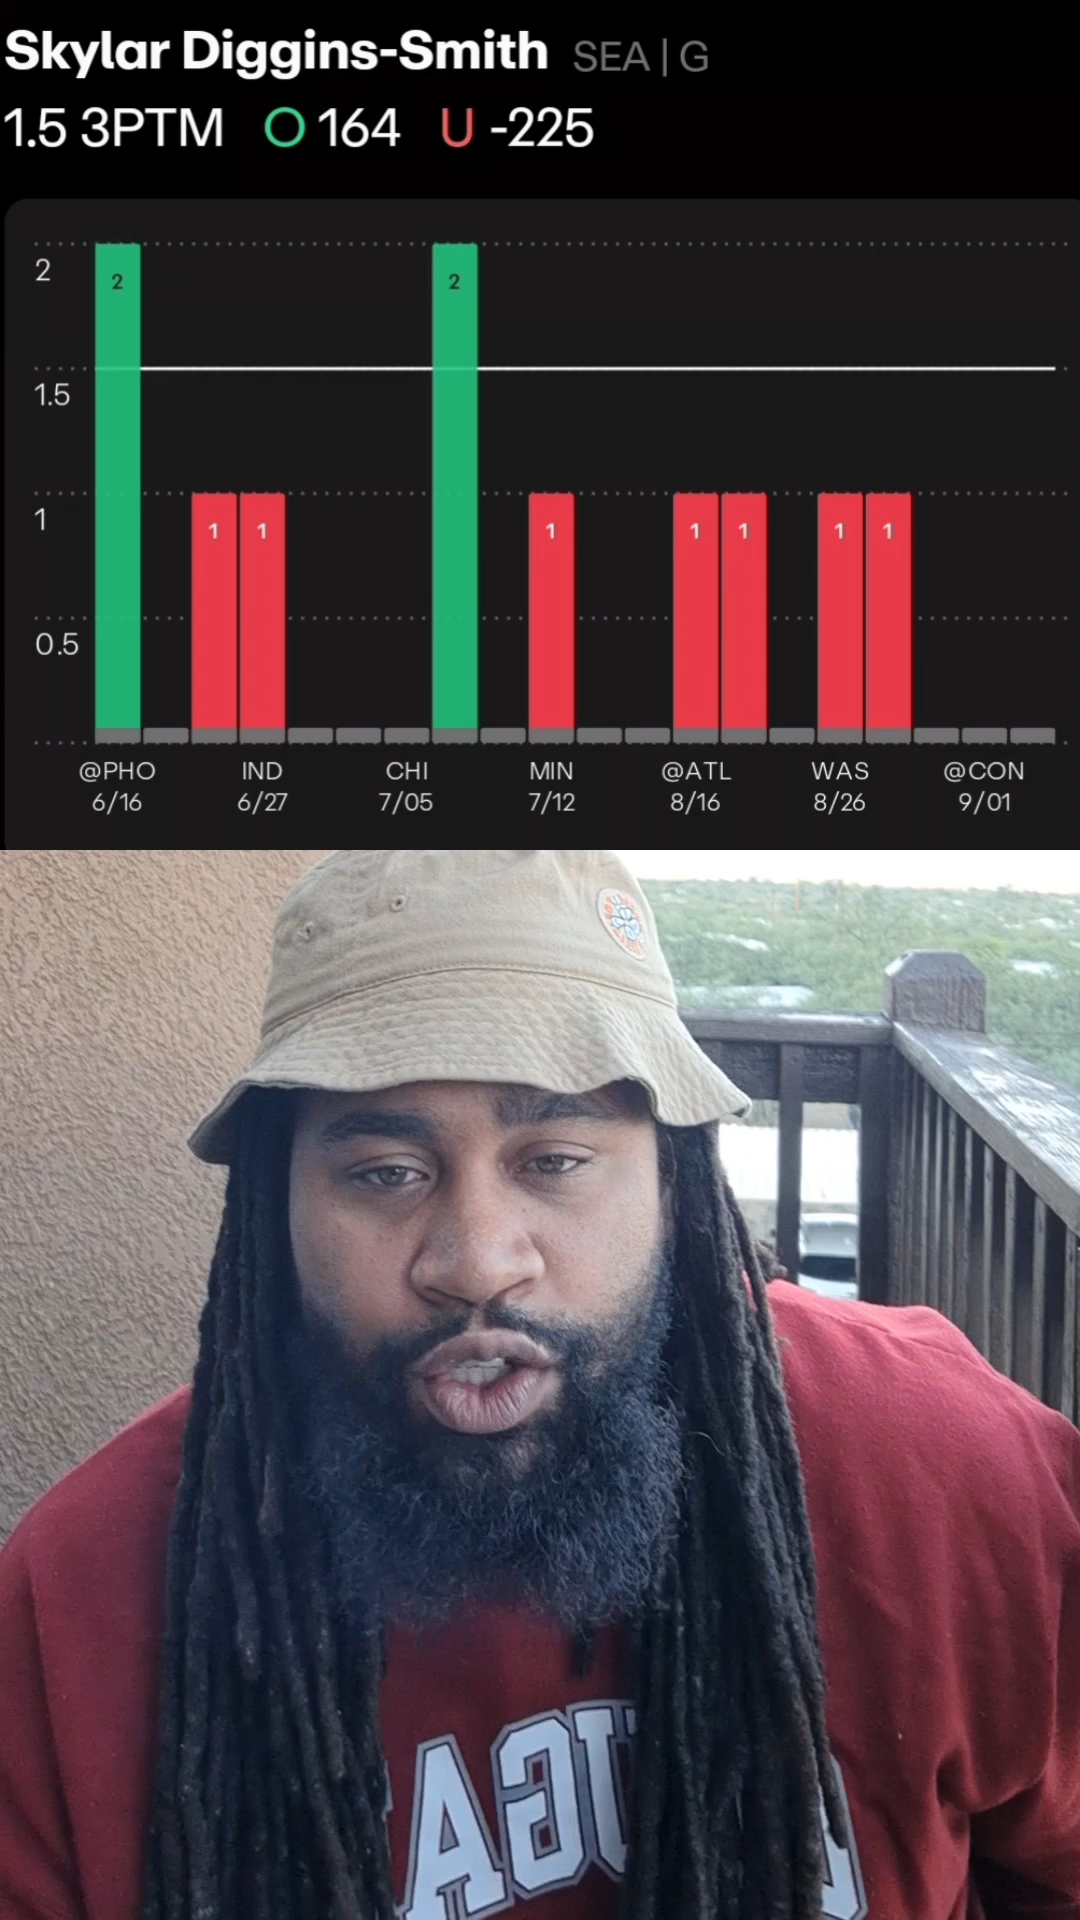 Skylar Diggins-Smith SEA | G
1.5 3PTM O 164 U -225
2
2 2
1.5
1
1 1 1 1 1 1 1
0.5
@PHO IND CHI MIN @ATL WAS @CON
6/16 6/27 7/05 7/12 8/16 8/26 9/01